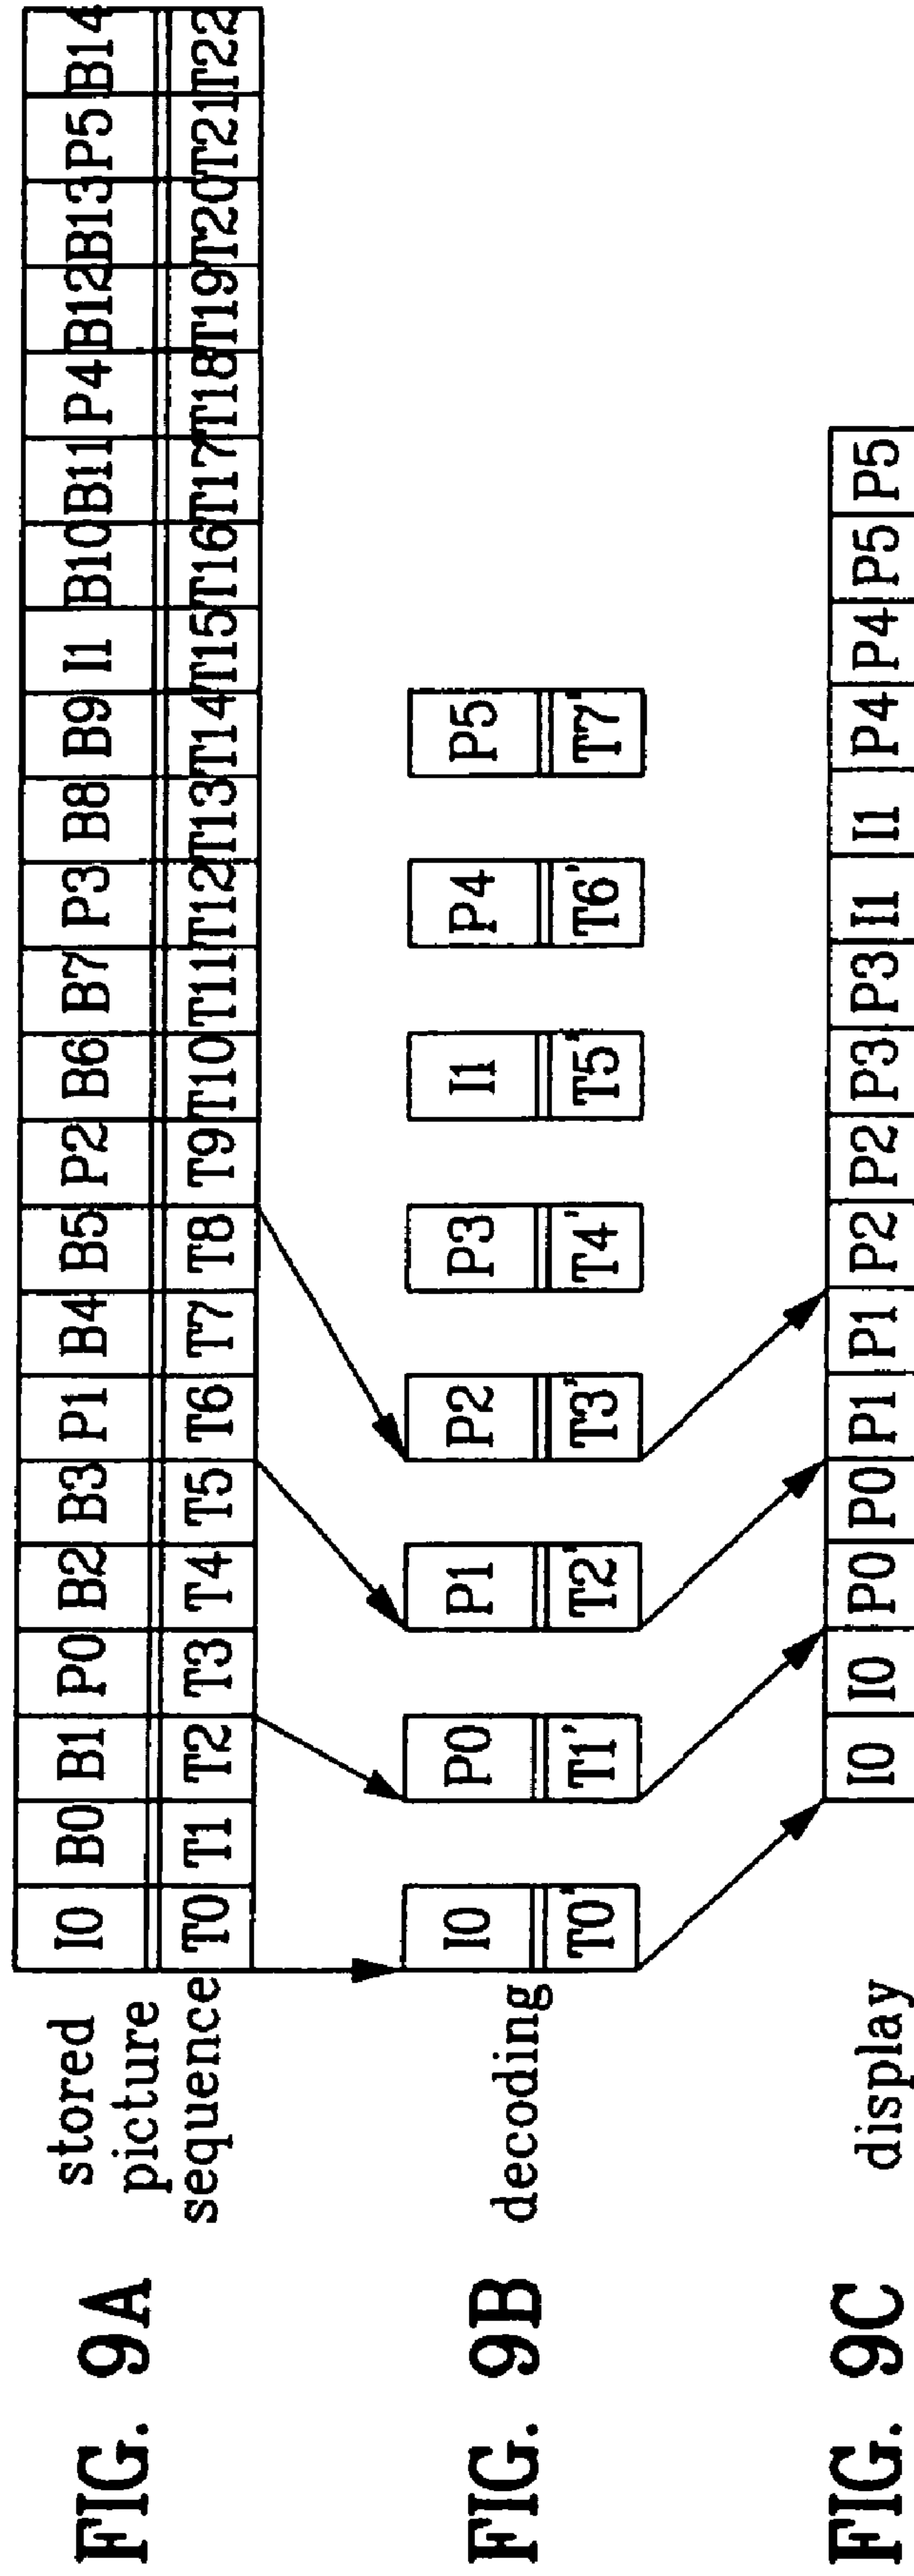 FIG. 9A
stored
picture
sequence
I0 B0 B1 P0 B2 B3 P1 B4 B5 P2 B6 B7 P3 B8 B9 I1 B10 B11 P4 B12 B13 P5 B14
T0 T1 T2 T3 T4 T5 T6 T7 T8 T9 T10 T11 T12 T13 T14 T15 T16 T17 T18 T19 T20 T21 T22
FIG. 9B
decoding
I0 P0 P1 P2 P3 I1 P4 P5
T0' T1' T2' T3' T4' T5' T6' T7'
FIG. 9C
display
I0 I0 P0 P0 P1 P1 P2 P2 P3 P3 I1 I1 P4 P4 P5 P5